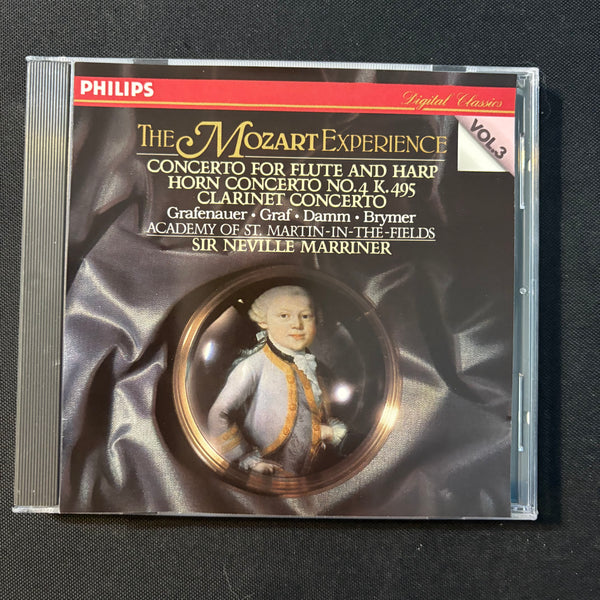 PHILIPS
Digital Classics
VOL.3
THE MOZART EXPERIENCE
CONCERTO FOR FLUTE AND HARP
HORN CONCERTO NO.4 K.495
CLARINET CONCERTO
Grafenauer • Graf • Damm • Brymer
ACADEMY OF ST. MARTIN-IN-THE-FIELDS
SIR NEVILLE MARRINER